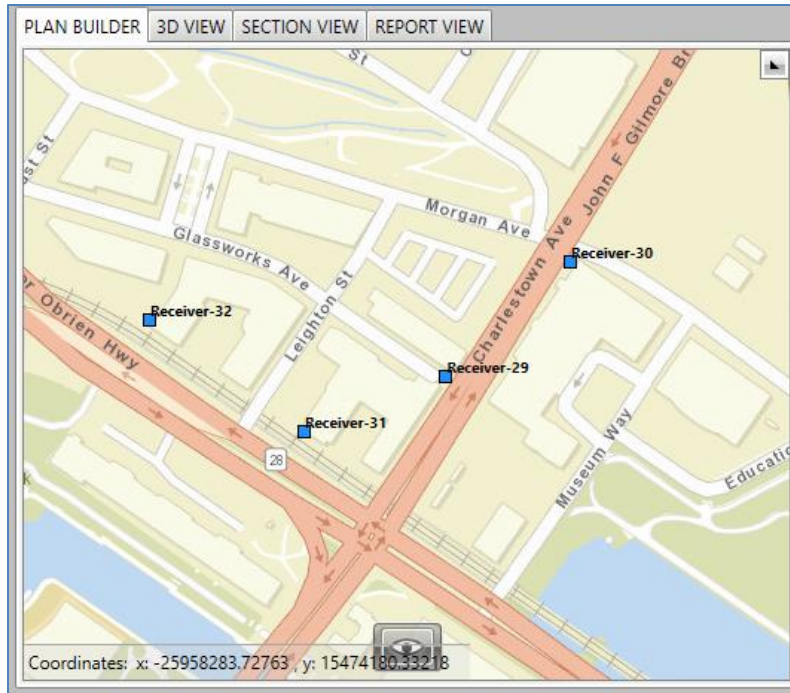 PLAN BUILDER 3D VIEW SECTION VIEW REPORT VIEW
St
John F Gilmore Br
Morgan Ave
Receiver-30
Glassworks Ave
Charlestown Ave
Receiver-32
Leighton St
Obrien Hwy
Receiver-29
Receiver-31
28
Museum Way
Educatio
Coordinates: x: -25958283.72763 , y: 15474180.33218